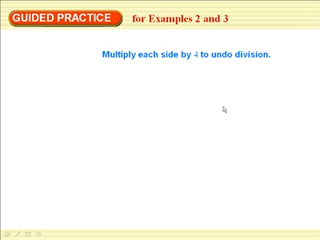 GUIDED PRACTICE for Examples 2 and 3
Multiply each side by 4 to undo division.